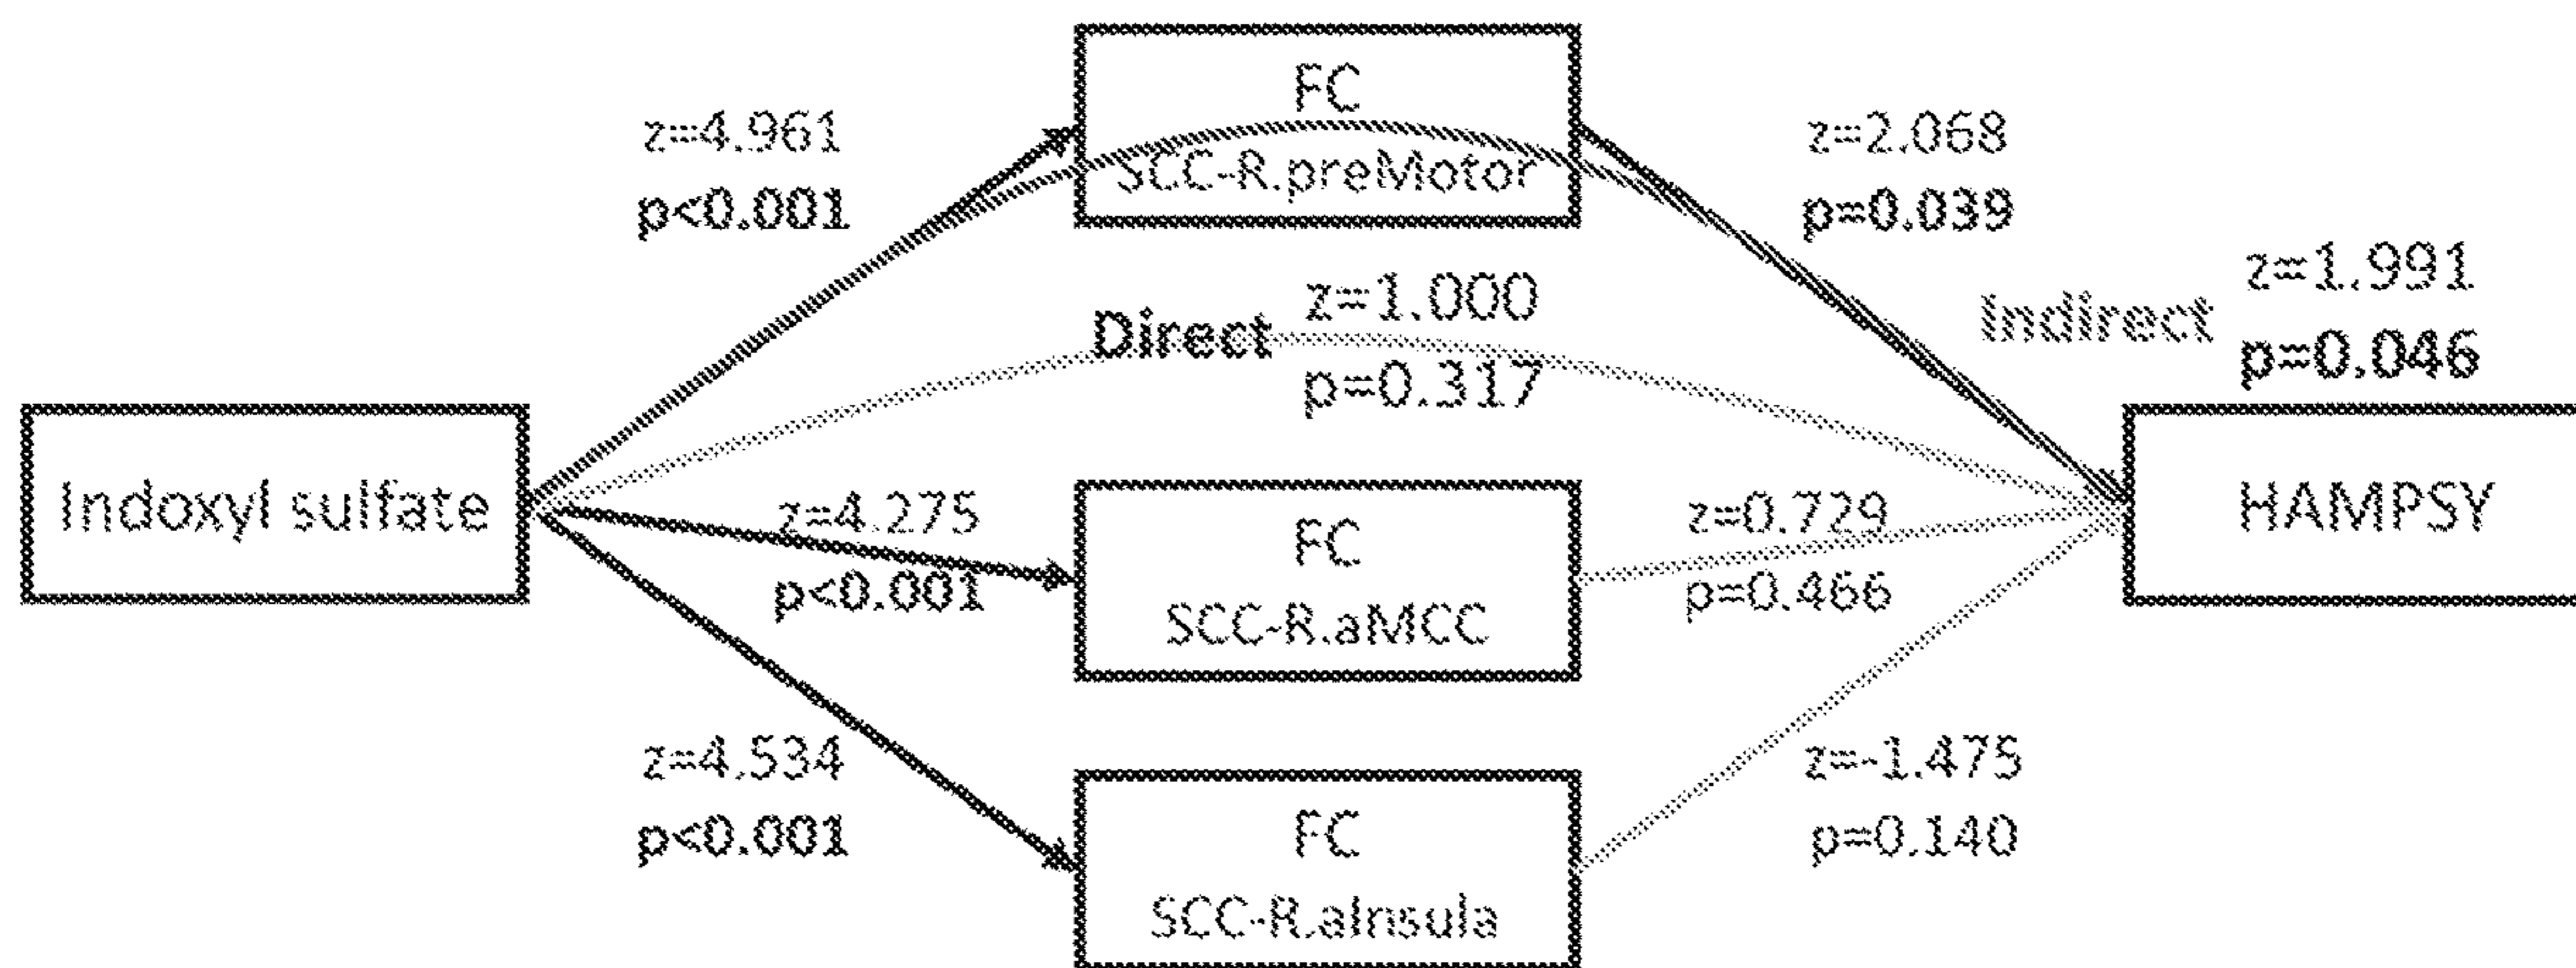 FC
SCC-R.preMotor
z=4.961
p<0.001
z=2.068
p=0.039
Direct
z=1.000
p=0.317
Indirect
z=1.991
p=0.046
Indoxyl sulfate
z=4.275
p<0.001
FC
SCC-R.aMCC
z=0.729
p=0.466
HAMPSY
z=4.534
p<0.001
FC
SCC-R.aInsula
z=-1.475
p=0.140